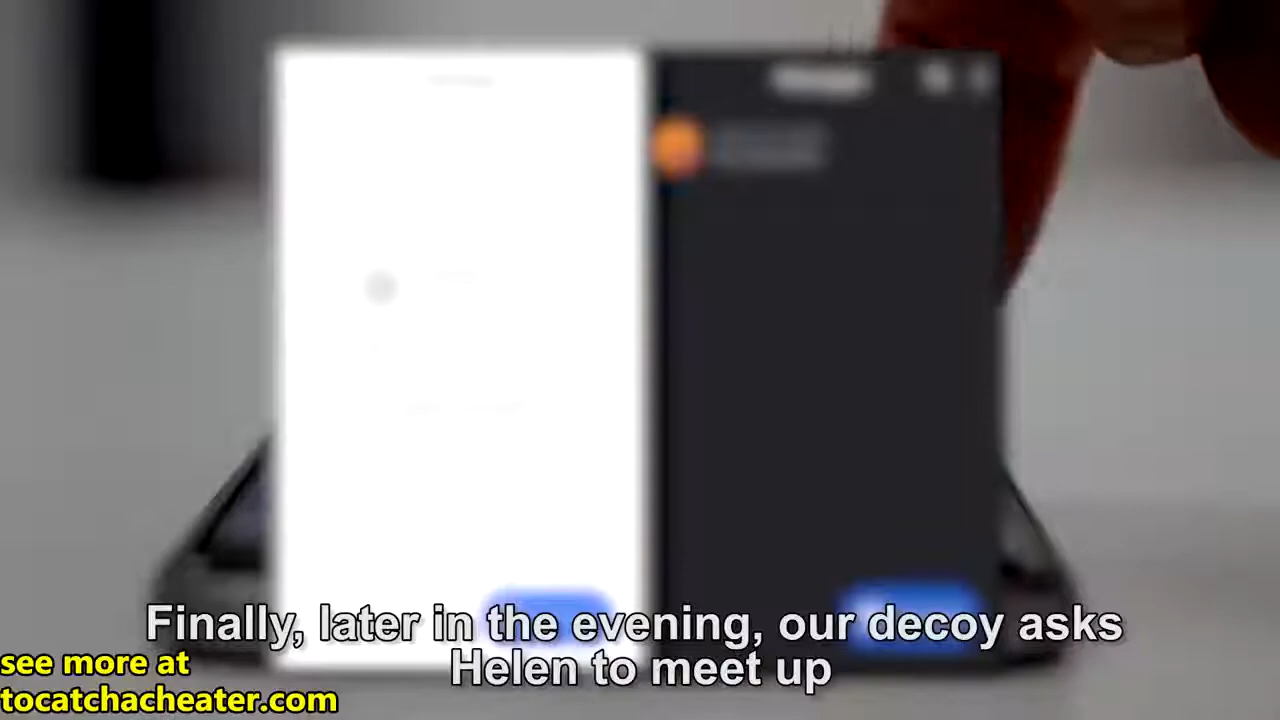 Finally, later in the evening, our decoy asks
Helen to meet up
see more at
tocatchacheater.com